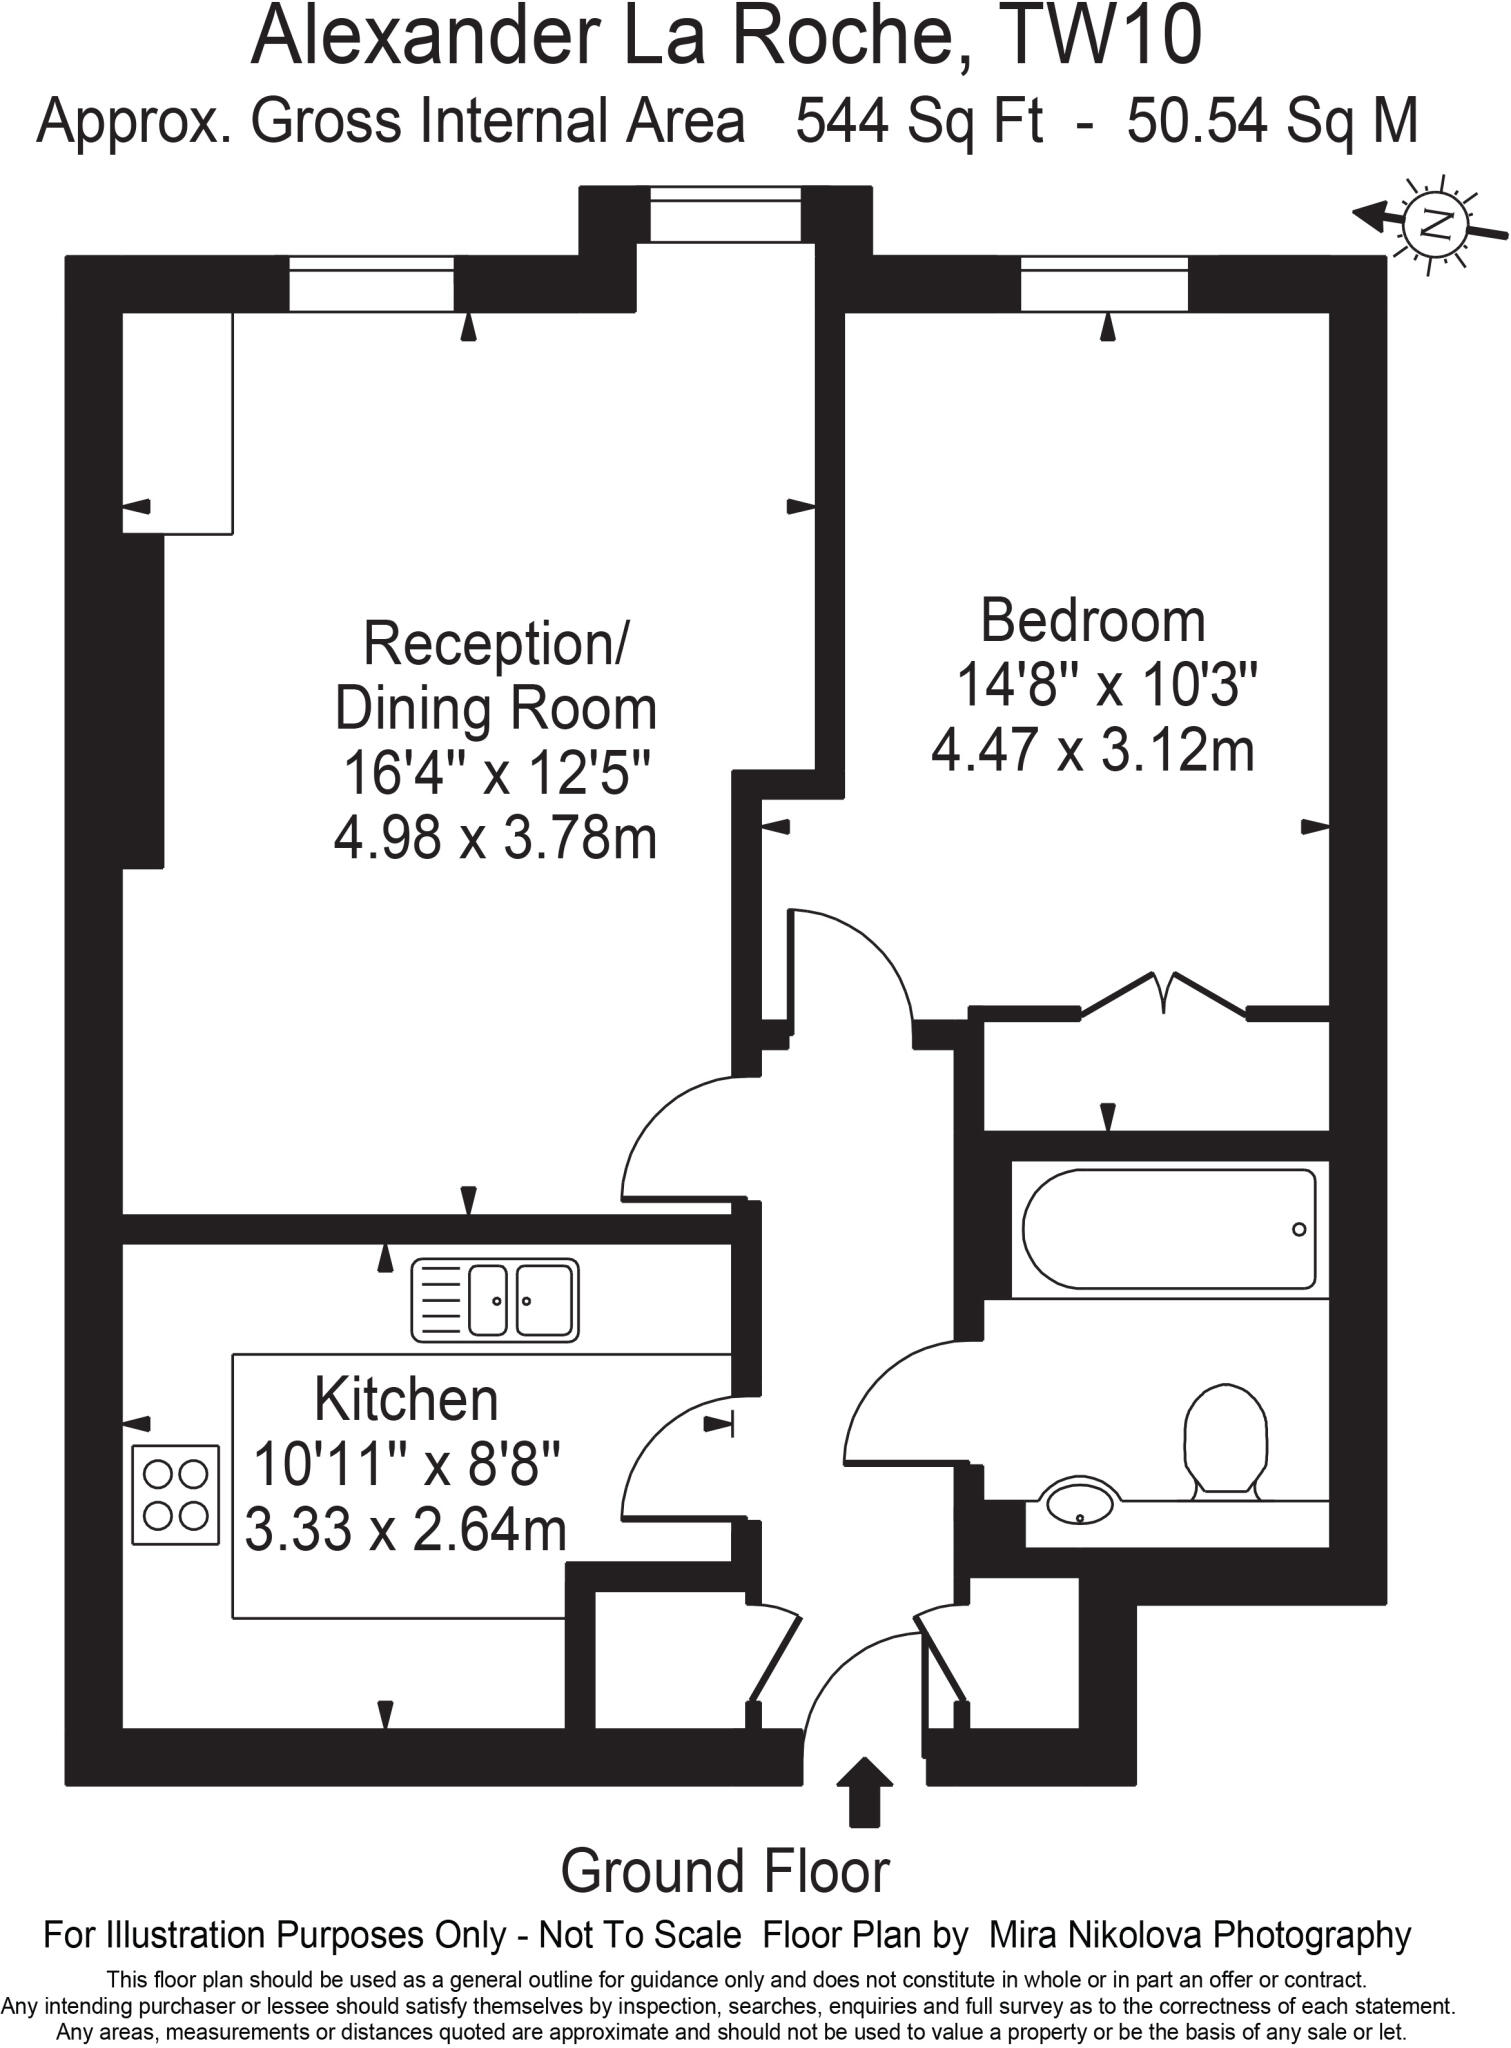 Alexander La Roche, TW10
Approx. Gross Internal Area 544 Sq Ft - 50.54 Sq M
N
Reception/
Dining Room
16'4" x 12'5"
4.98 x 3.78m
Bedroom
14'8" x 10'3"
4.47 x 3.12m
Kitchen
10'11" x 8'8"
3.33 x 2.64m
Ground Floor
For Illustration Purposes Only - Not To Scale Floor Plan by Mira Nikolova Photography
This floor plan should be used as a general outline for guidance only and does not constitute in whole or in part an offer or contract.
Any intending purchaser or lessee should satisfy themselves by inspection, searches, enquiries and full survey as to the correctness of each statement.
Any areas, measurements or distances quoted are approximate and should not be used to value a property or be the basis of any sale or let.